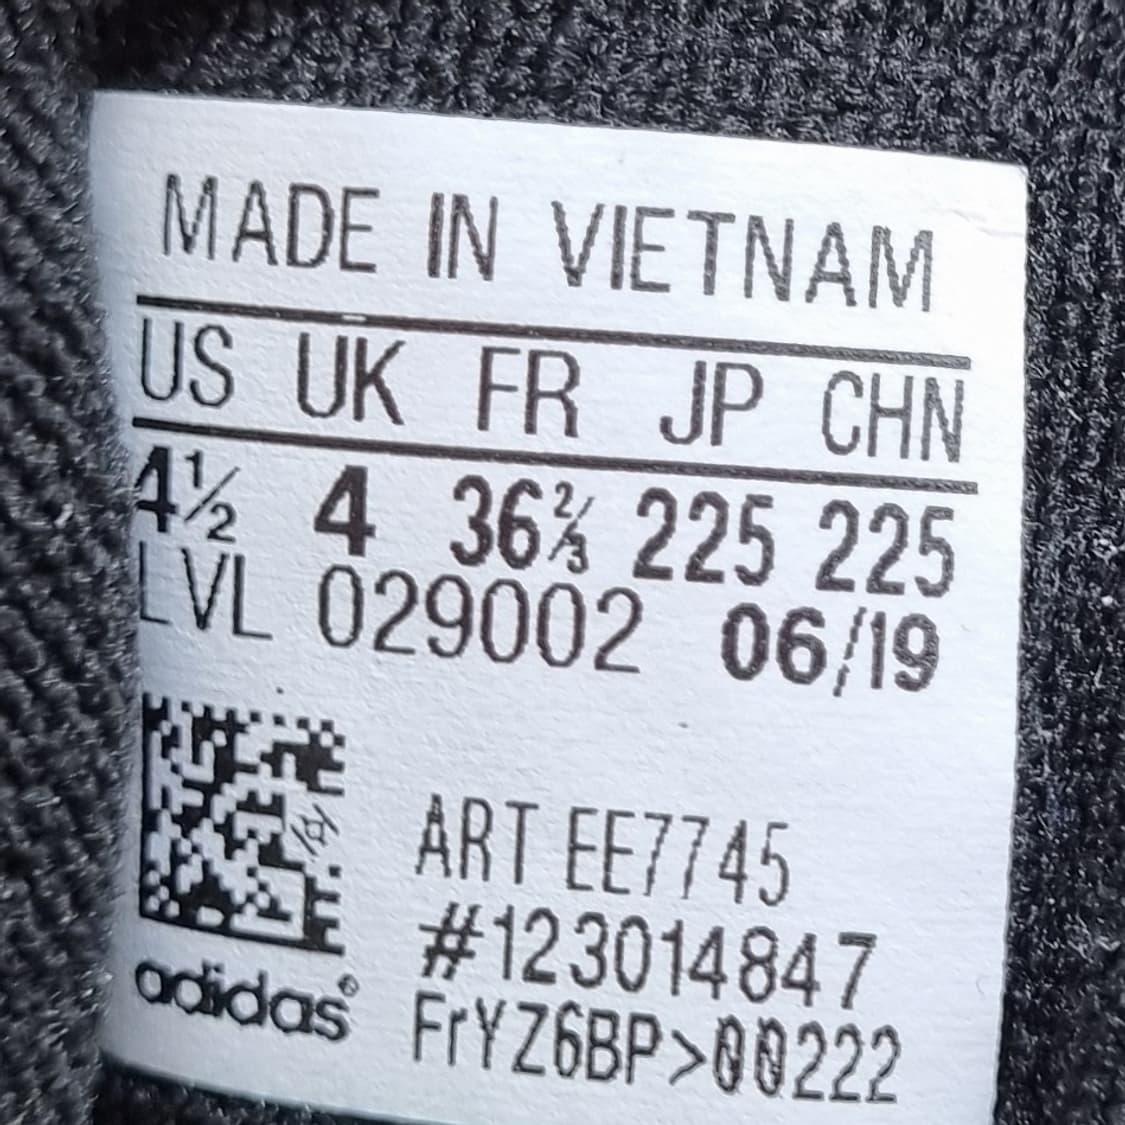 MADE IN VIETNAM
US UK FR JP CHN
4½ 4 36⅔ 225 225
LVL 029002 06/19
ART EE7745
#123014847
adidas®
FrYZ6BP>00222